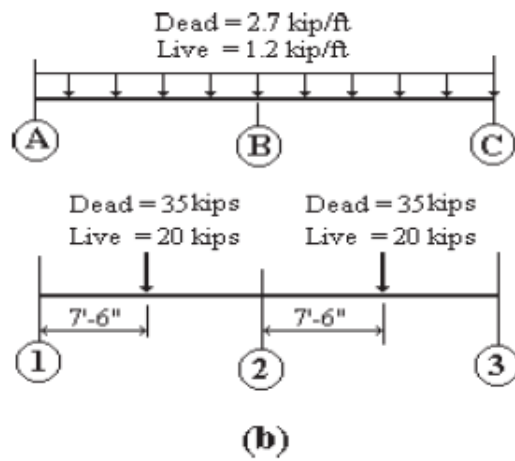 Dead = 2.7 kip/ft
Live = 1.2 kip/ft
A B C
Dead = 35kips Dead = 35kips
Live = 20 kips Live = 20 kips
7'-6" 7'-6"
1 2 3
(b)